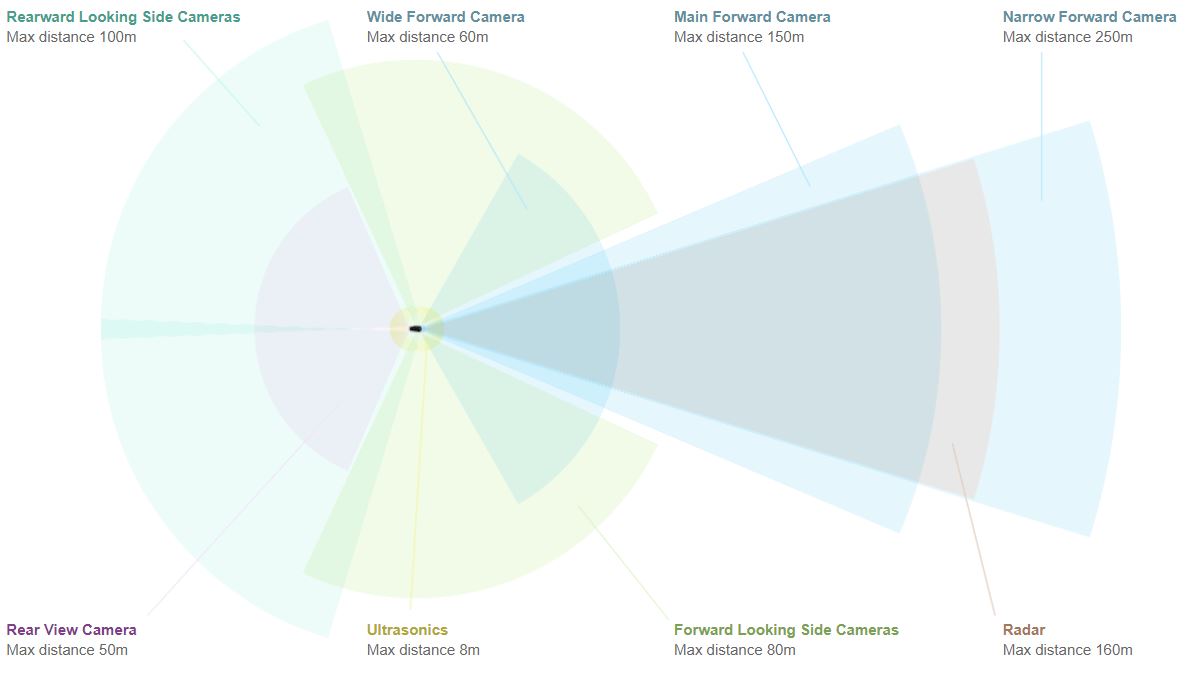 Rearward Looking Side Cameras
Max distance 100m
Wide Forward Camera
Max distance 60m
Main Forward Camera
Max distance 150m
Narrow Forward Camera
Max distance 250m
Rear View Camera
Max distance 50m
Ultrasonics
Max distance 8m
Forward Looking Side Cameras
Max distance 80m
Radar
Max distance 160m